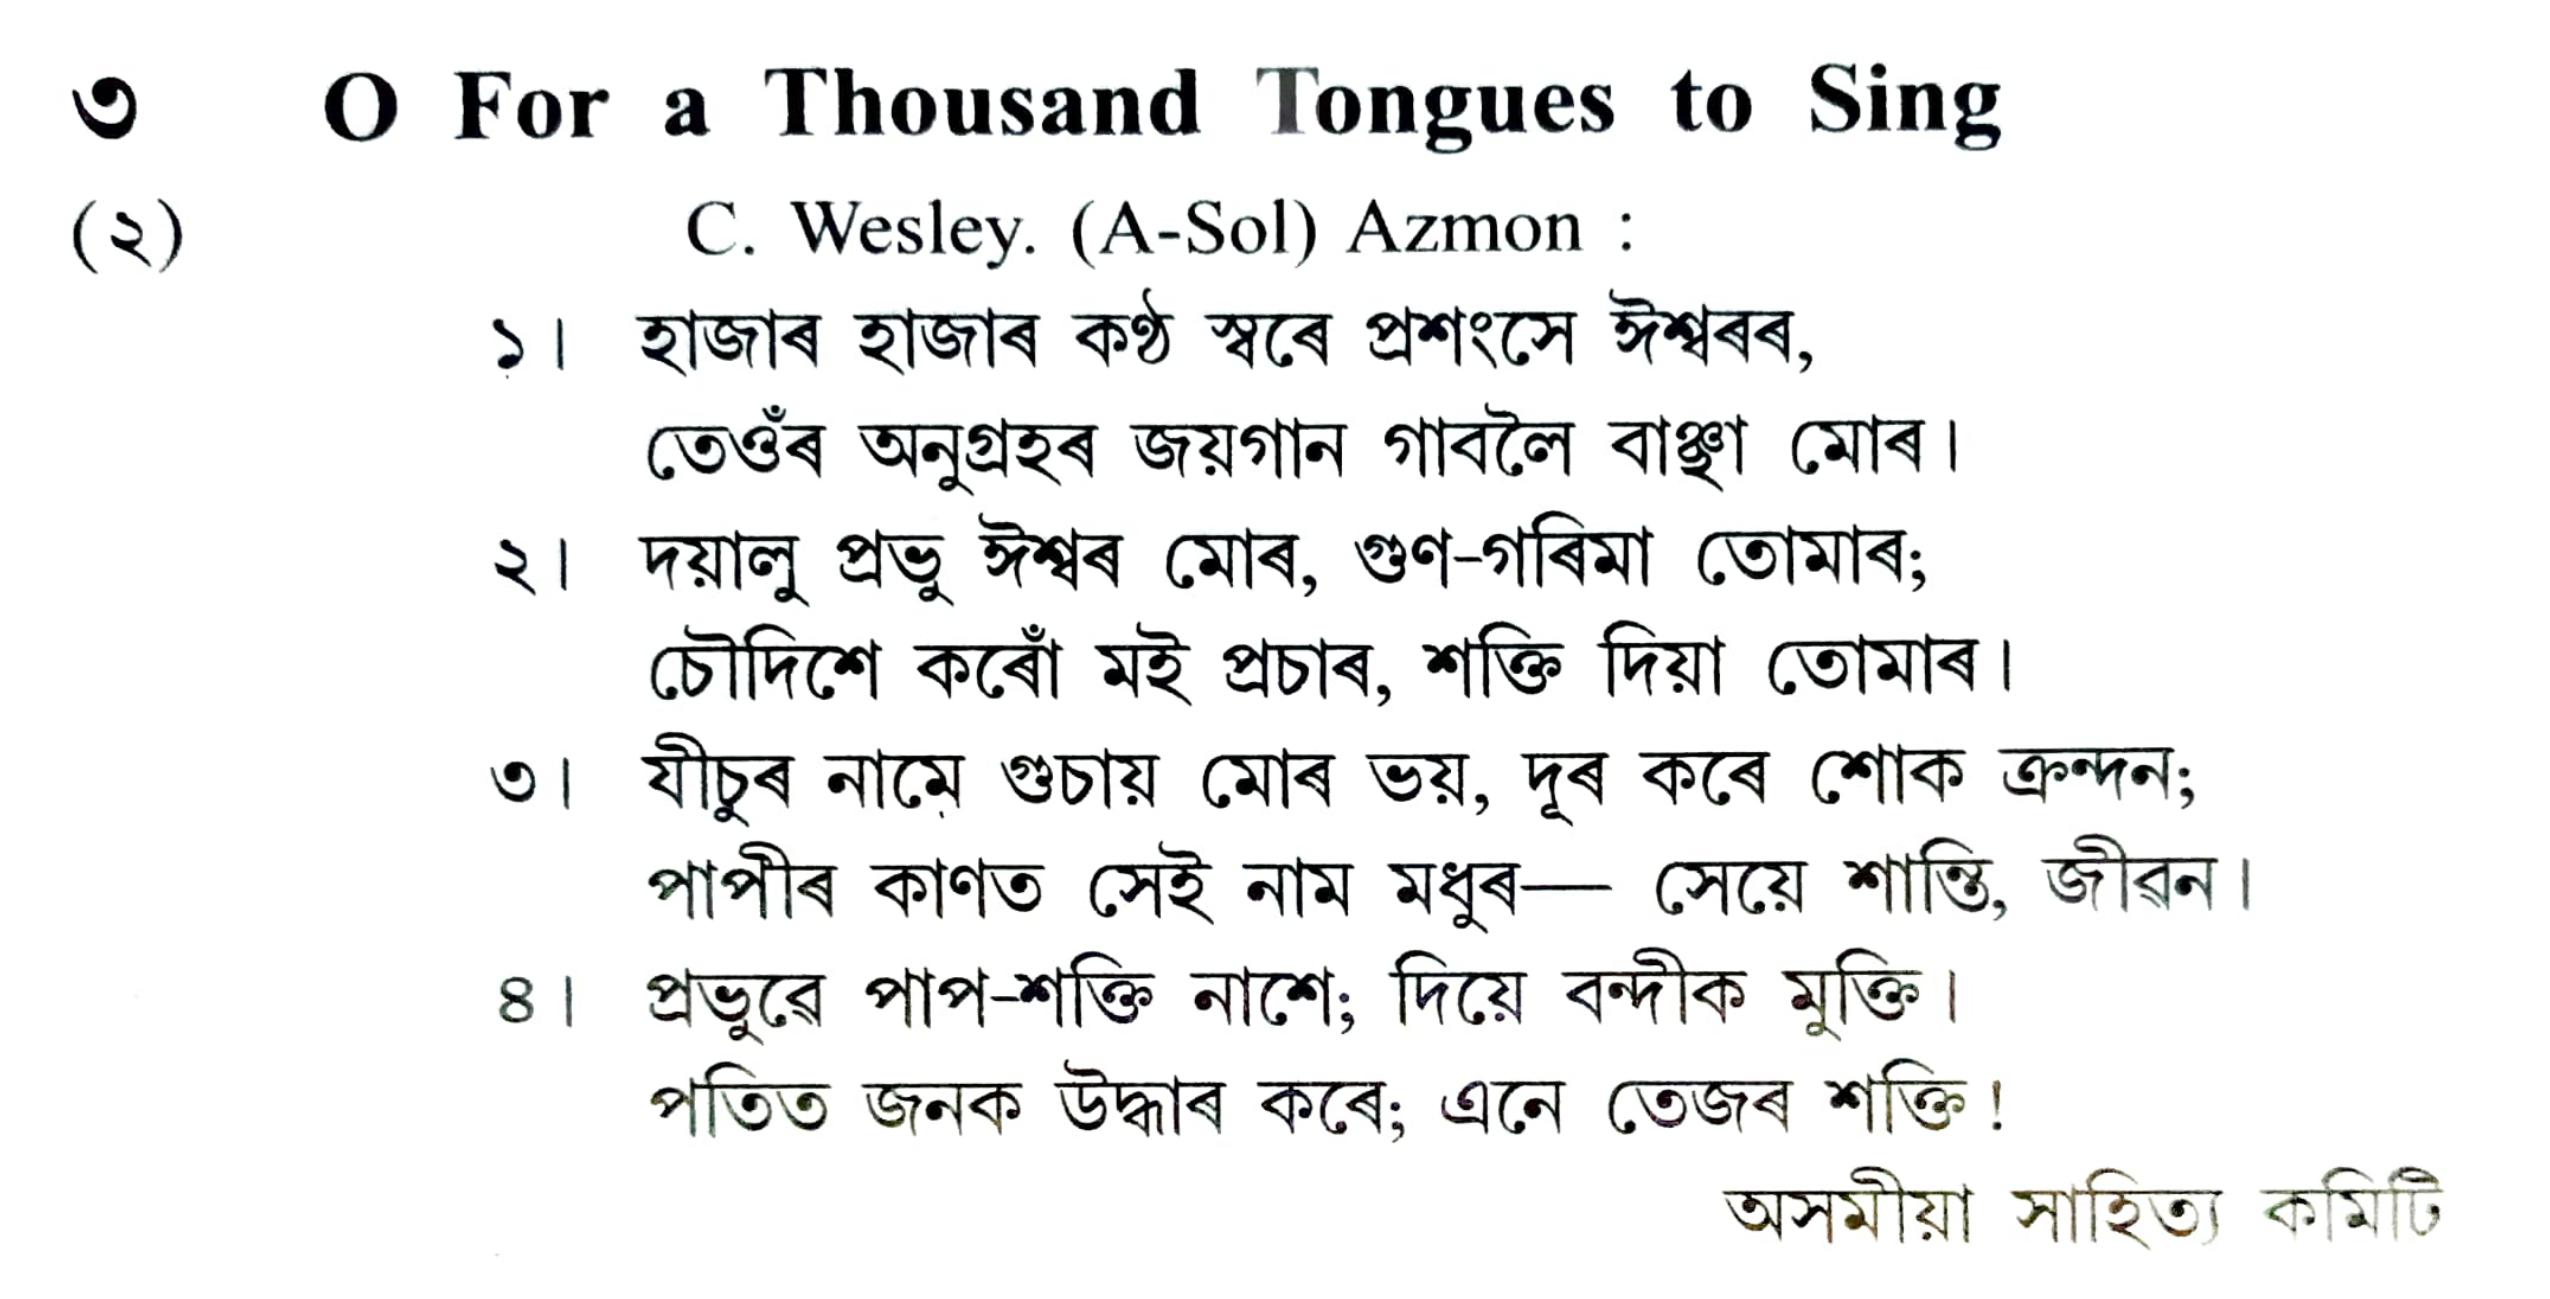 ৩ O For a Thousand Tongues to Sing
(২) C. Wesley. (A-Sol) Azmon :
১। হাজাৰ হাজাৰ কণ্ঠ স্বৰে প্ৰশংসে ঈশ্বৰৰ,
তেওঁৰ অনুগ্ৰহৰ জয়গান গাবলৈ বাঞ্ছা মোৰ।
২। দয়ালু প্ৰভু ঈশ্বৰ মোৰ, গুণ-গৰিমা তোমাৰ;
চৌদিশে কৰোঁ মই প্ৰচাৰ, শক্তি দিয়া তোমাৰ।
৩। যীচুৰ নামে গুচায় মোৰ ভয়, দূৰ কৰে শোক ক্ৰন্দন;
পাপীৰ কাণত সেই নাম মধুৰ— সেয়ে শান্তি, জীৱন।
৪। প্ৰভুৱে পাপ-শক্তি নাশে; দিয়ে বন্দীক মুক্তি।
পতিত জনক উদ্ধাৰ কৰে; এনে তেজৰ শক্তি!
অসমীয়া সাহিত্য কমিটি